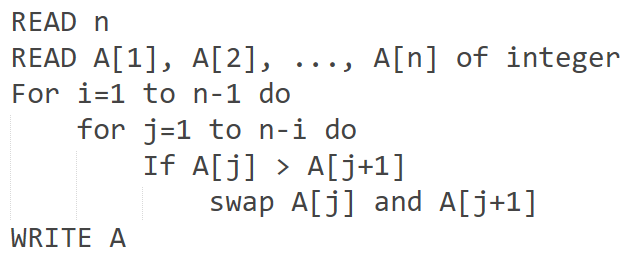 READ n
READ A[1], A[2], ..., A[n] of integer
For i=1 to n-1 do
for j=1 to n-i do
If A[j] > A[j+1]
swap A[j] and A[j+1]
WRITE A